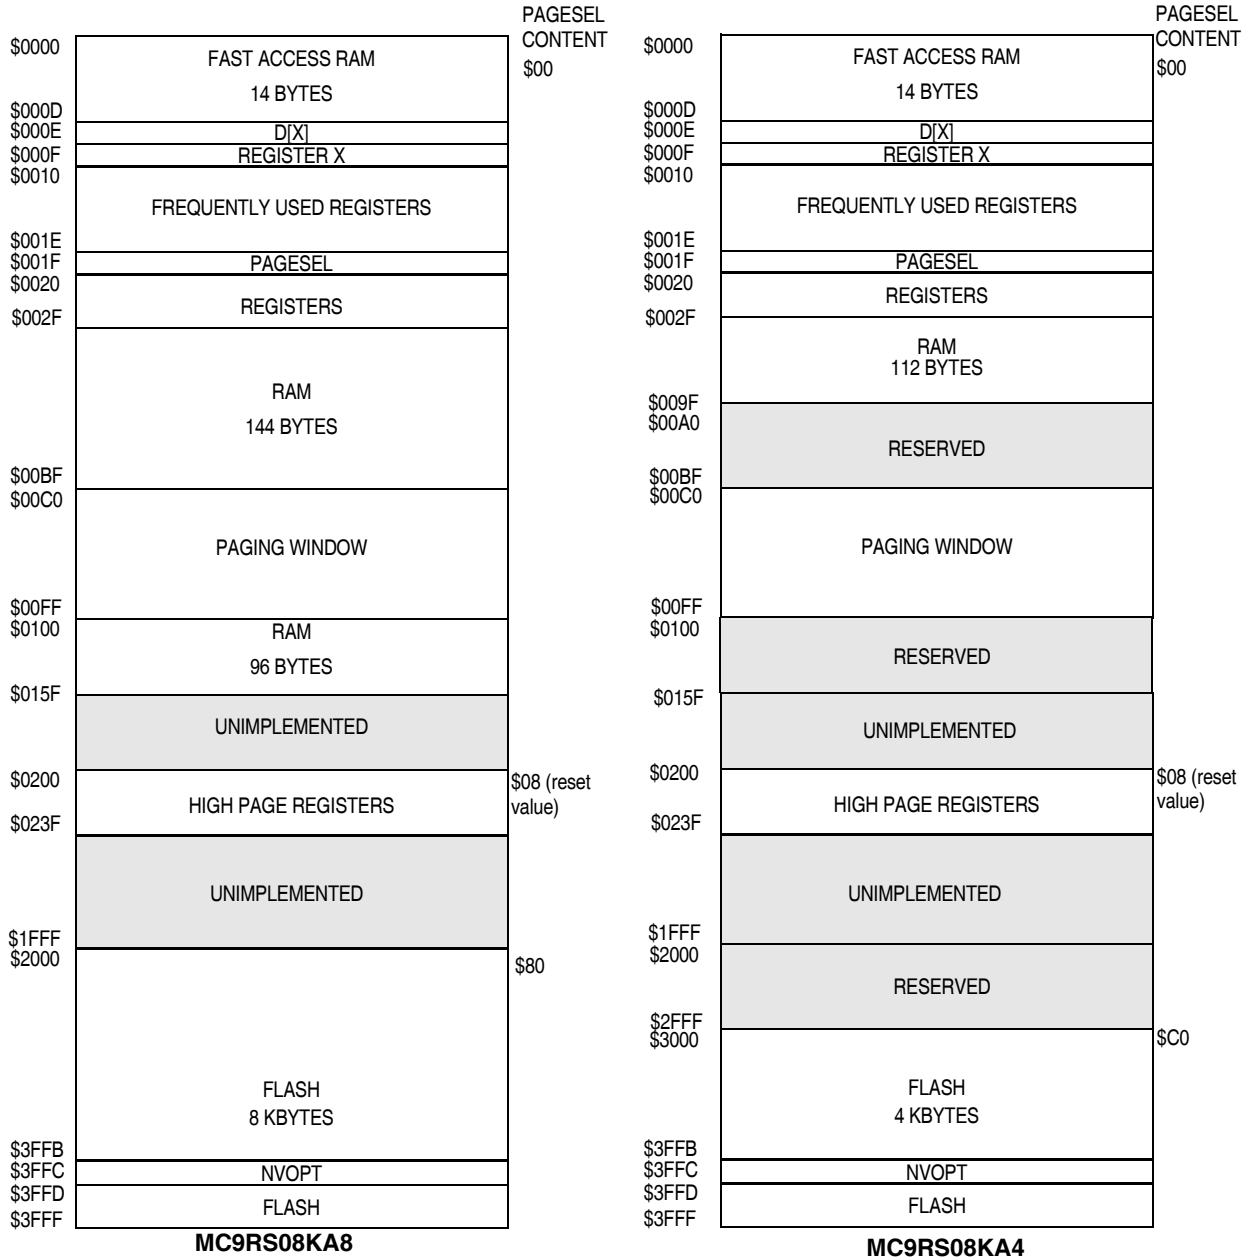 PAGESEL
CONTENT
$00
$0000
FAST ACCESS RAM
14 BYTES
$000D
$000E
D[X]
$000F
REGISTER X
$0010
FREQUENTLY USED REGISTERS
$001E
$001F
PAGESEL
$0020
REGISTERS
$002F
RAM
144 BYTES
$00BF
$00C0
PAGING WINDOW
$00FF
$0100
RAM
96 BYTES
$015F
UNIMPLEMENTED
$0200
$08 (reset
value)
HIGH PAGE REGISTERS
$023F
UNIMPLEMENTED
$1FFF
$2000
$80
FLASH
8 KBYTES
$3FFB
$3FFC
NVOPT
$3FFD
FLASH
$3FFF
MC9RS08KA8
PAGESEL
CONTENT
$00
$0000
FAST ACCESS RAM
14 BYTES
$000D
$000E
D[X]
$000F
REGISTER X
$0010
FREQUENTLY USED REGISTERS
$001E
$001F
PAGESEL
$0020
REGISTERS
$002F
RAM
112 BYTES
$009F
$00A0
RESERVED
$00BF
$00C0
PAGING WINDOW
$00FF
$0100
RESERVED
$015F
UNIMPLEMENTED
$0200
$08 (reset
value)
HIGH PAGE REGISTERS
$023F
UNIMPLEMENTED
$1FFF
$2000
RESERVED
$2FFF
$3000
$C0
FLASH
4 KBYTES
$3FFB
$3FFC
NVOPT
$3FFD
FLASH
$3FFF
MC9RS08KA4